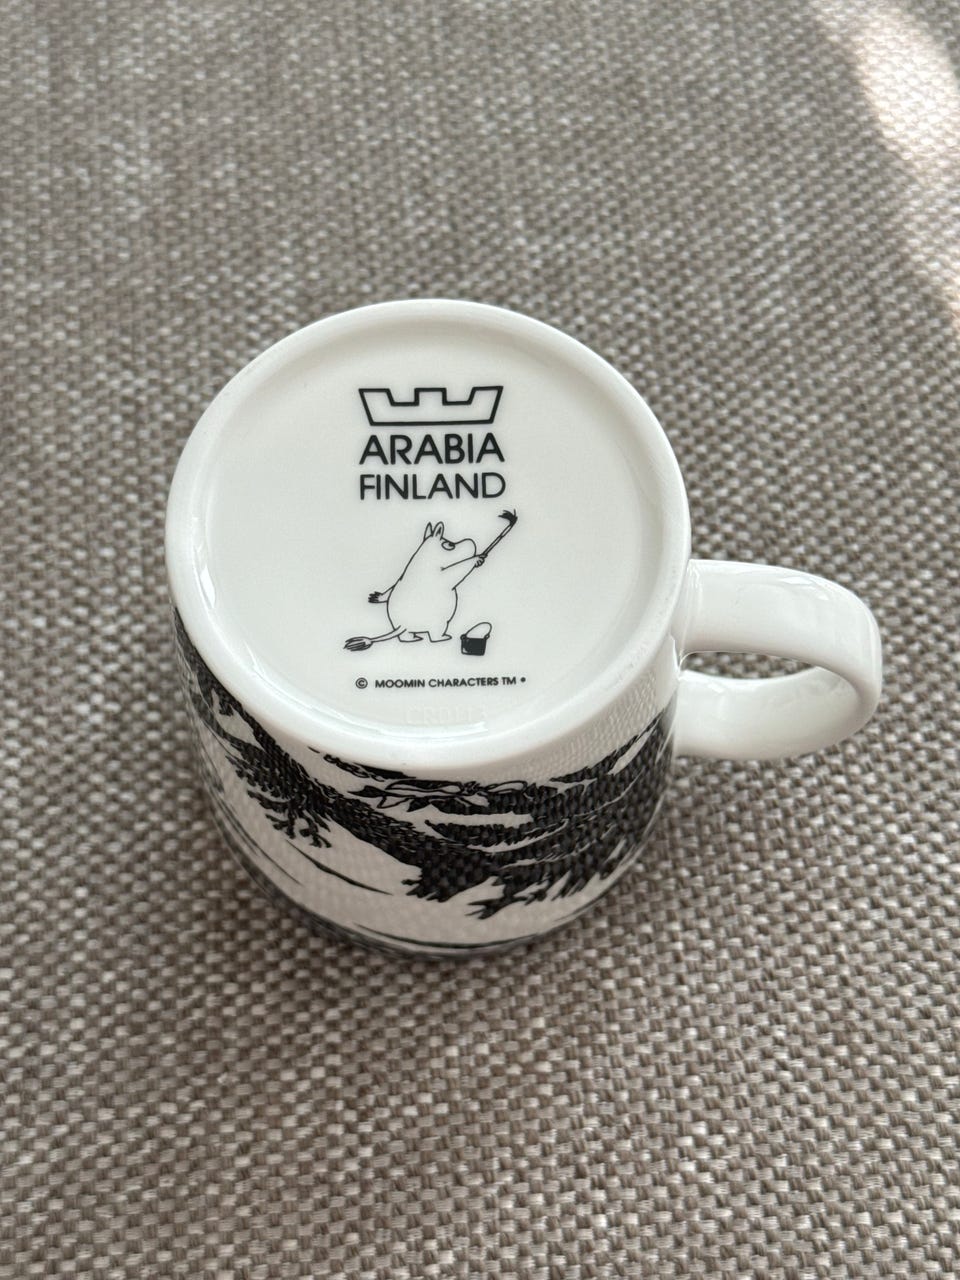 ARABIA
FINLAND
© MOOMIN CHARACTERS TM •